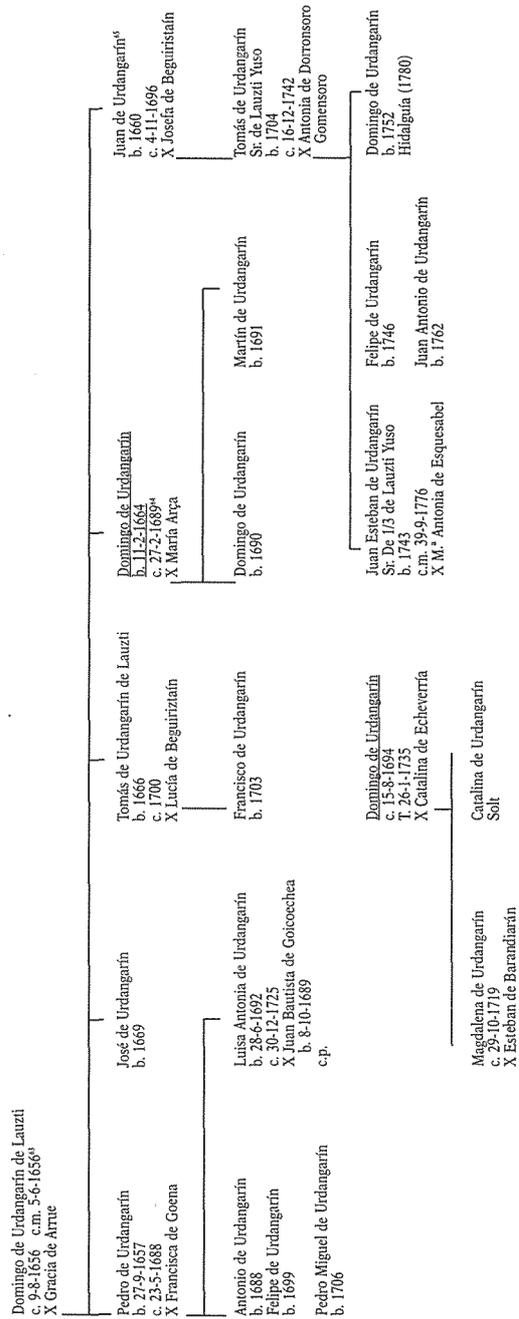 Domingo de Urdangarín de Lauzti
c. 9-8-1656 c.m. 5-6-1656⁴³
X Gracia de Arrue
Pedro de Urdangarín
b. 27-9-1657
c. 23-5-1688
X Francisca de Goena
José de Urdangarín
b. 1669
Tomás de Urdangarín de Lauzti
b. 1666
c. 1700
X Lucía de Beguiriztaín
Domingo de Urdangarín
b. 11-2-1664
c. 27-2-1689⁴⁴
X María Arça
Juan de Urdangarín⁴⁵
b. 1660
c. 4-11-1696
X Josefa de Beguiristaín
Antonio de Urdangarín
b. 1688
Felipe de Urdangarín
b. 1699
Pedro Miguel de Urdangarín
b. 1706
Luisa Antonia de Urdangarín
b. 28-6-1692
c. 30-12-1725
X Juan Bautista de Goicoechea
b. 8-10-1689
c.p.
Francisco de Urdangarín
b. 1703
Domingo de Urdangarín
b. 1690
Martín de Urdangarín
b. 1691
Tomás de Urdangarín
Sr. de Lauzti Yuso
b. 1704
c. 16-12-1742
X Antonia de Dorronsoro
Gomensoro
Domingo de Urdangarín
c. 15-8-1694
T. 26-1-1735
X Catalina de Echeverría
Juan Esteban de Urdangarín
Sr. De 1/3 de Lauzti Yuso
b. 1743
c.m. 39-9-1776
X M.ª Antonia de Esquesabel
Felipe de Urdangarín
b. 1746
Juan Antonio de Urdangarín
b. 1762
Domingo de Urdangarín
b. 1752
Hidalguía (1780)
Magdalena de Urdangarín
c. 29-10-1719
X Esteban de Barandiarán
Catalina de Urdangarín
Solt